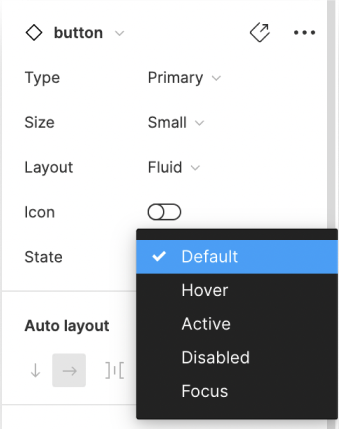 button
Type Primary
Size Small
Layout Fluid
Icon
State Default
Hover
Auto layout Active
Disabled
Focus